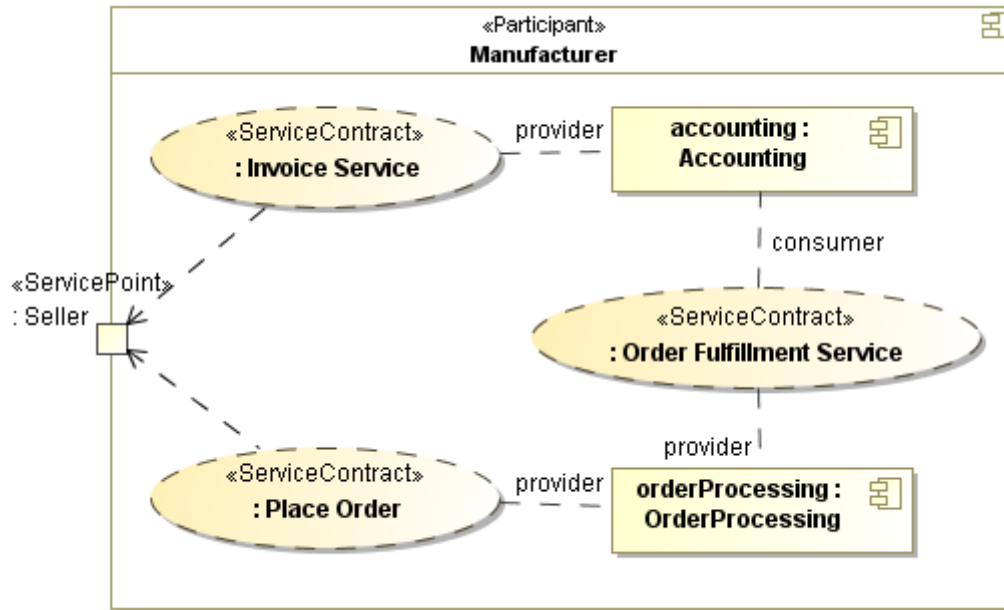 «Participant»
Manufacturer
«ServiceContract»
: Invoice Service
provider
accounting :
Accounting
consumer
«ServicePoint»
: Seller
«ServiceContract»
: Order Fulfillment Service
provider
«ServiceContract»
: Place Order
provider
orderProcessing :
OrderProcessing